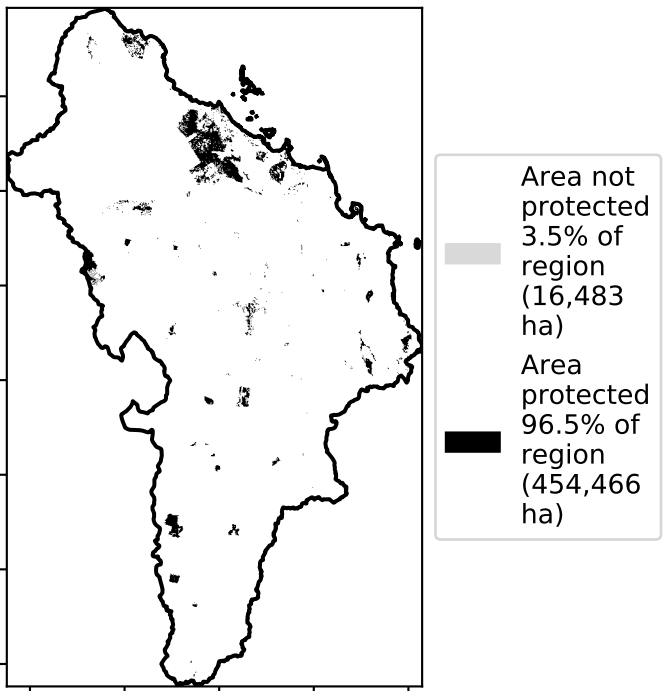 Area not
protected
3.5% of
region
(16,483
ha)
Area
protected
96.5% of
region
(454,466
ha)